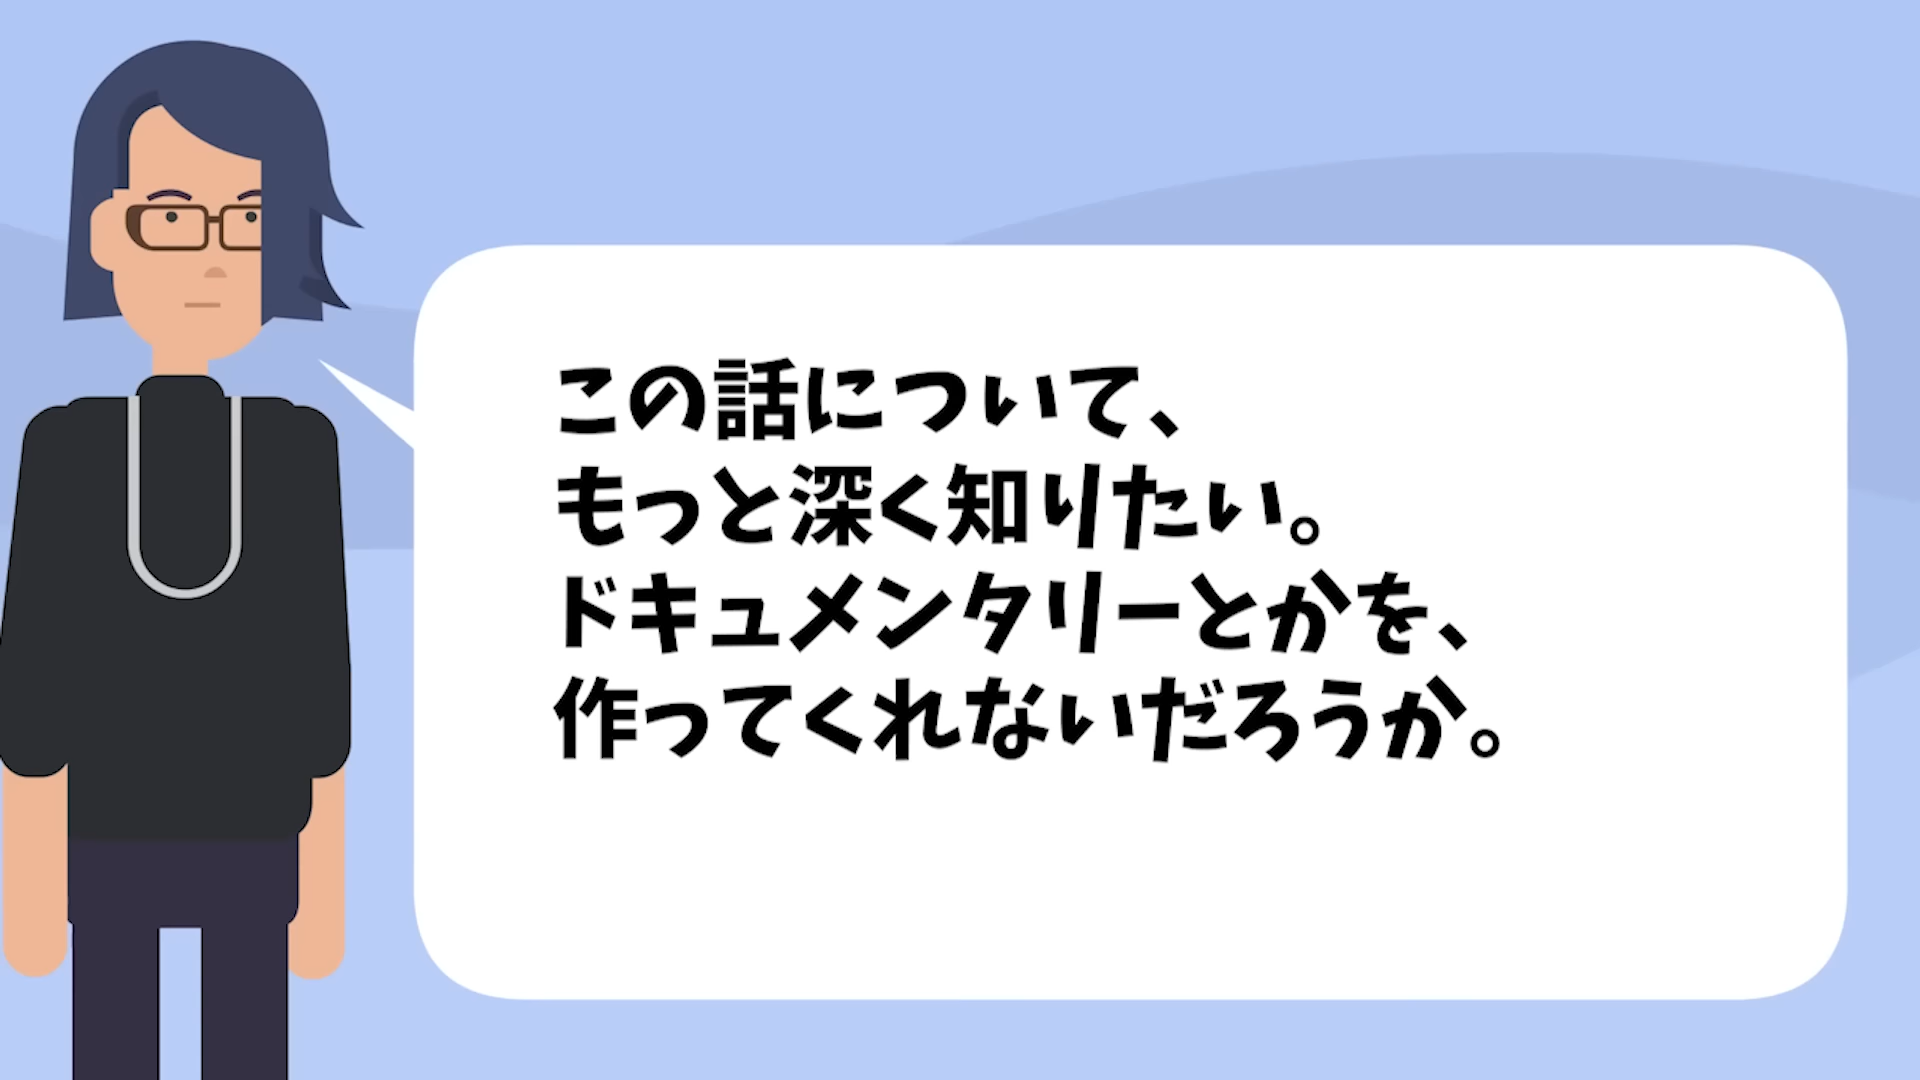 この話について、
もっと深く知りたい。
ドキュメンタリーとかを、
作ってくれないだろうか。